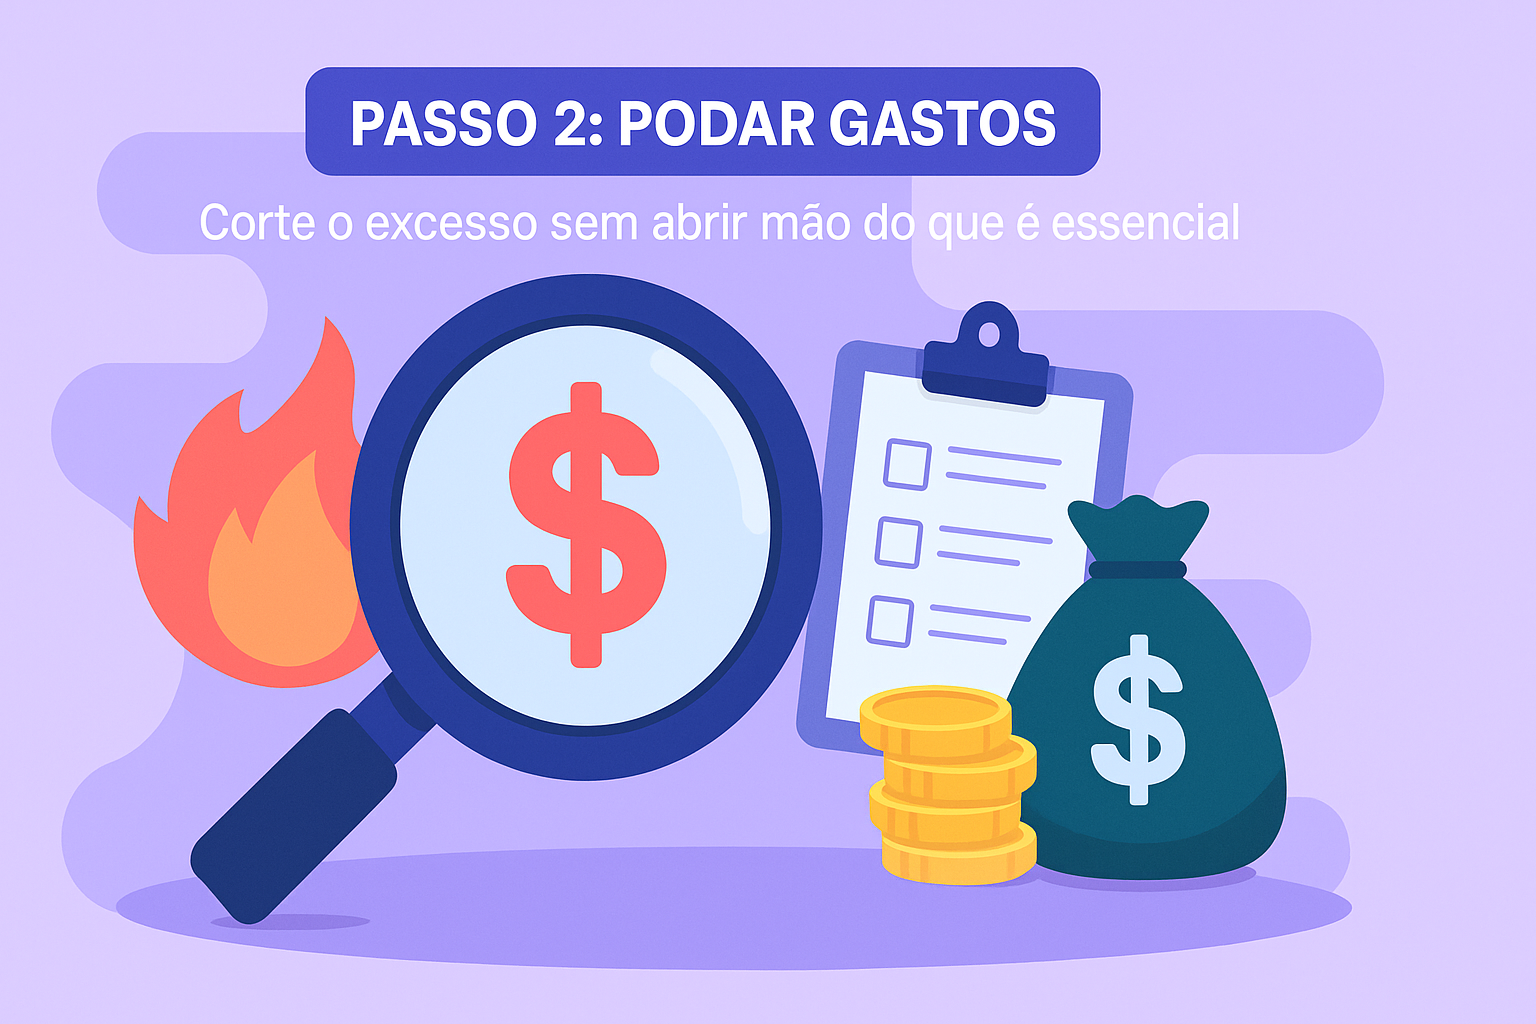 PASSO 2: PODAR GASTOS
Corte o excesso sem abrir mão do que é essencial
$
$